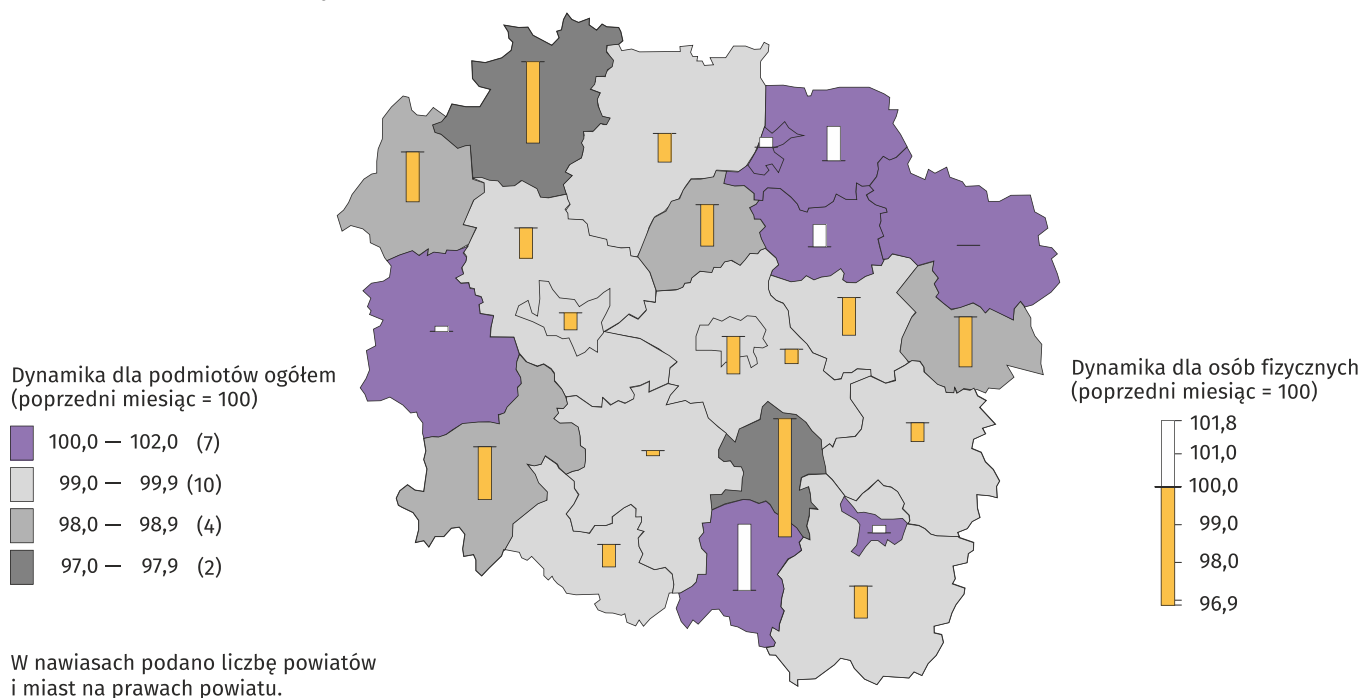 Dynamika dla podmiotów ogółem
(poprzedni miesiąc = 100)
100,0 — 102,0 (7)
99,0 — 99,9 (10)
98,0 — 98,9 (4)
97,0 — 97,9 (2)
W nawiasach podano liczbę powiatów
i miast na prawach powiatu.
Dynamika dla osób fizycznych
(poprzedni miesiąc = 100)
101,8
101,0
100,0
99,0
98,0
96,9